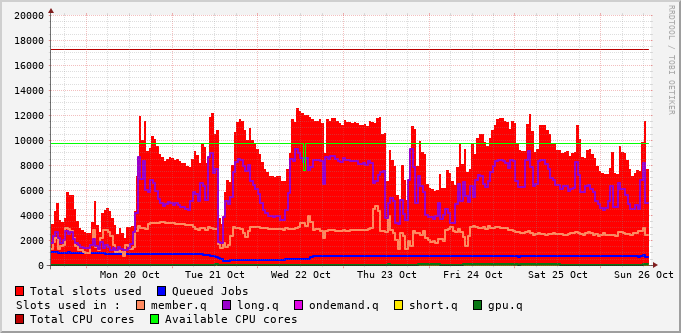 RRDTOOL / TOBI OETIKER
20000
18000
16000
14000
12000
10000
8000
6000
4000
2000
0
Mon 20 Oct Tue 21 Oct Wed 22 Oct Thu 23 Oct Fri 24 Oct Sat 25 Oct Sun 26 Oct
Total slots used Queued Jobs
Slots used in : member.q long.q ondemand.q short.q gpu.q
Total CPU cores Available CPU cores